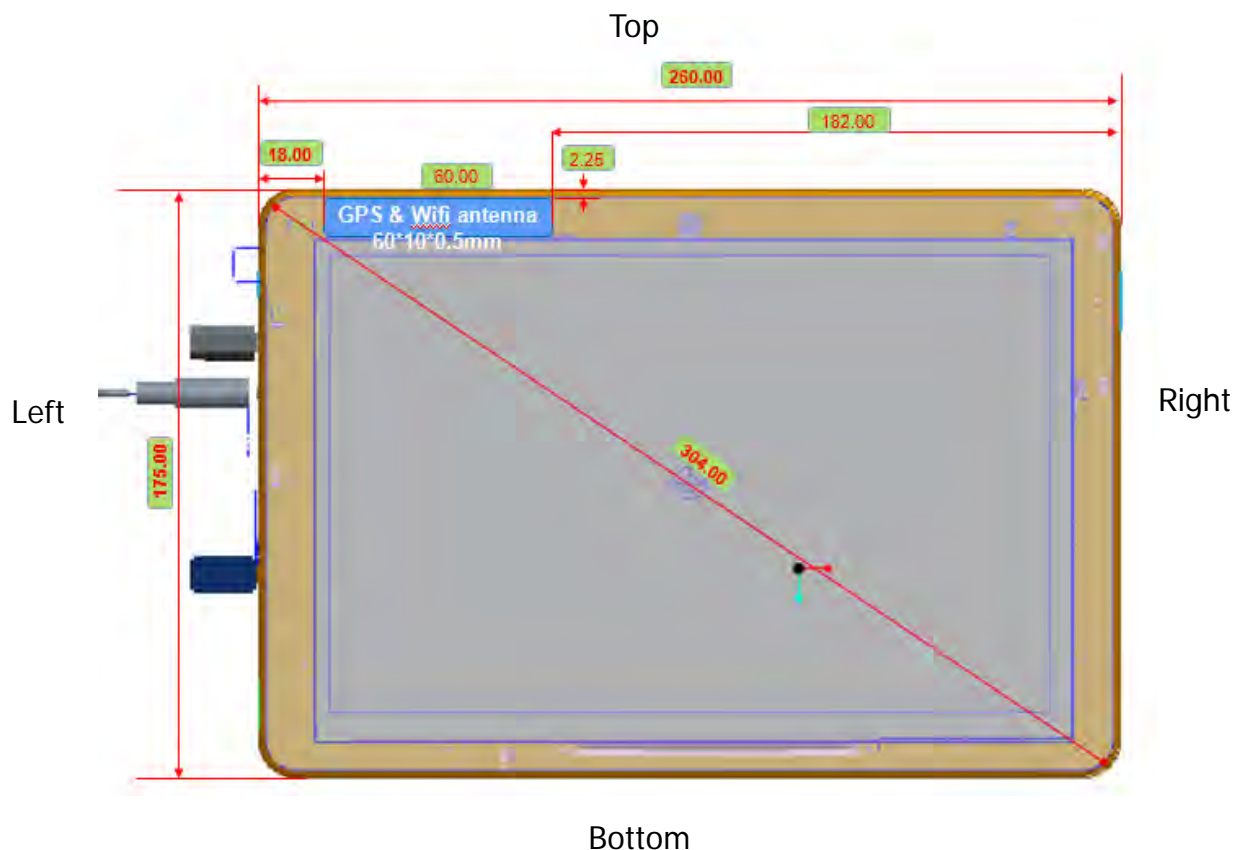 Top
260.00
182.00
18.00
2.25
60.00
GPS & Wifi antenna
60*10*0.5mm
Left
Right
304.00
175.00
Bottom